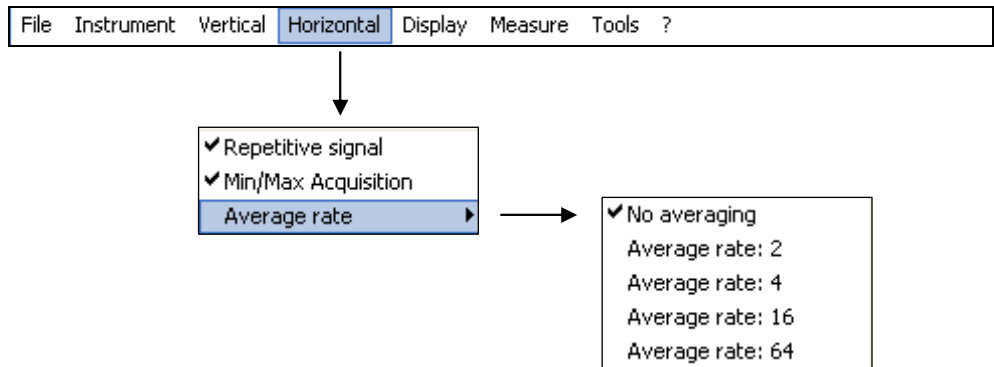 File Instrument Vertical Horizontal Display Measure Tools ?
✔Repetitive signal
✔Min/Max Acquisition
Average rate
✔No averaging
Average rate: 2
Average rate: 4
Average rate: 16
Average rate: 64